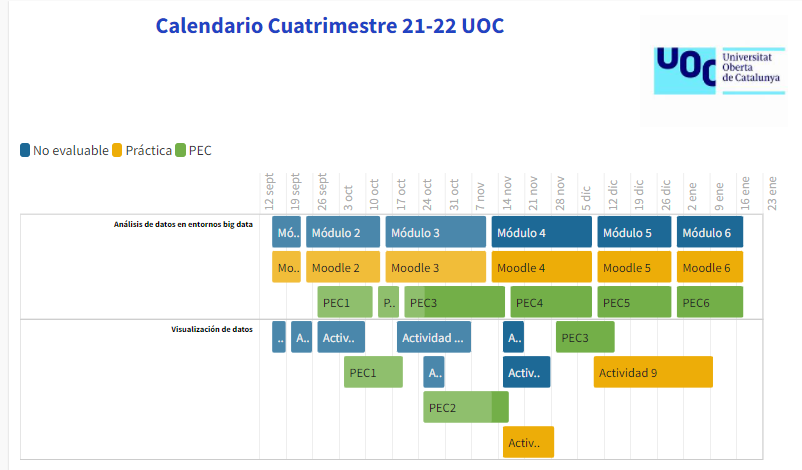 Calendario Cuatrimestre 21-22 UOC
UOC
Universitat
Oberta
de Catalunya
No evaluable Práctica PEC
12 sept 19 sept 26 sept 3 oct 10 oct 17 oct 24 oct 31 oct 7 nov 14 nov 21 nov 28 nov 5 dic 12 dic 19 dic 26 dic 2 ene 9 ene 16 ene 23 ene
Análisis de datos en entornos big data
Mó.. Módulo 2 Módulo 3 Módulo 4 Módulo 5 Módulo 6
Mo.. Moodle 2 Moodle 3 Moodle 4 Moodle 5 Moodle 6
PEC1 P.. PEC3 PEC4 PEC5 PEC6
Visualización de datos
.. A.. Activ.. Actividad ... A.. PEC3
PEC1 A.. Activ.. Actividad 9
PEC2
Activ..